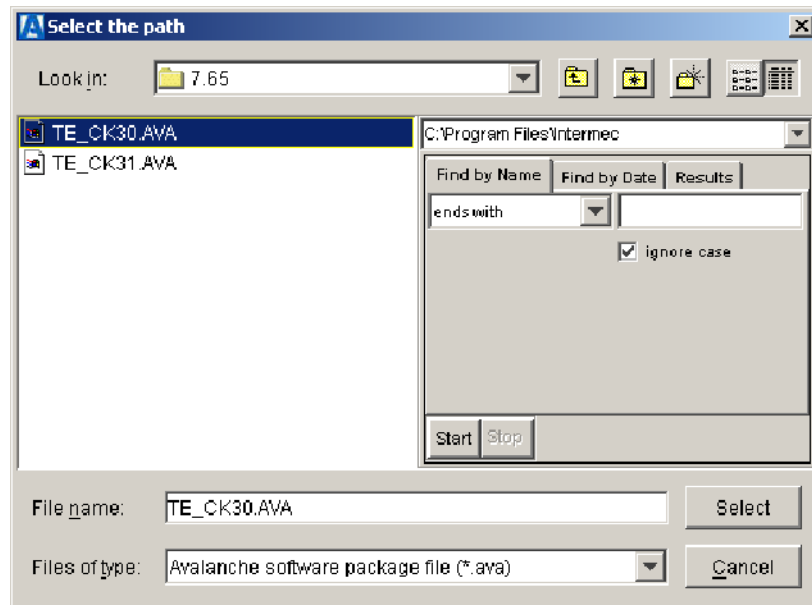 Select the path
Look in: 7.65
TE_CK30.AVA
TE_CK31.AVA
C:\Program Files\Intermec
Find by Name Find by Date Results
ends with
ignore case
Start Stop
File name: TE_CK30.AVA Select
Files of type: Avalanche software package file (*.ava) Cancel